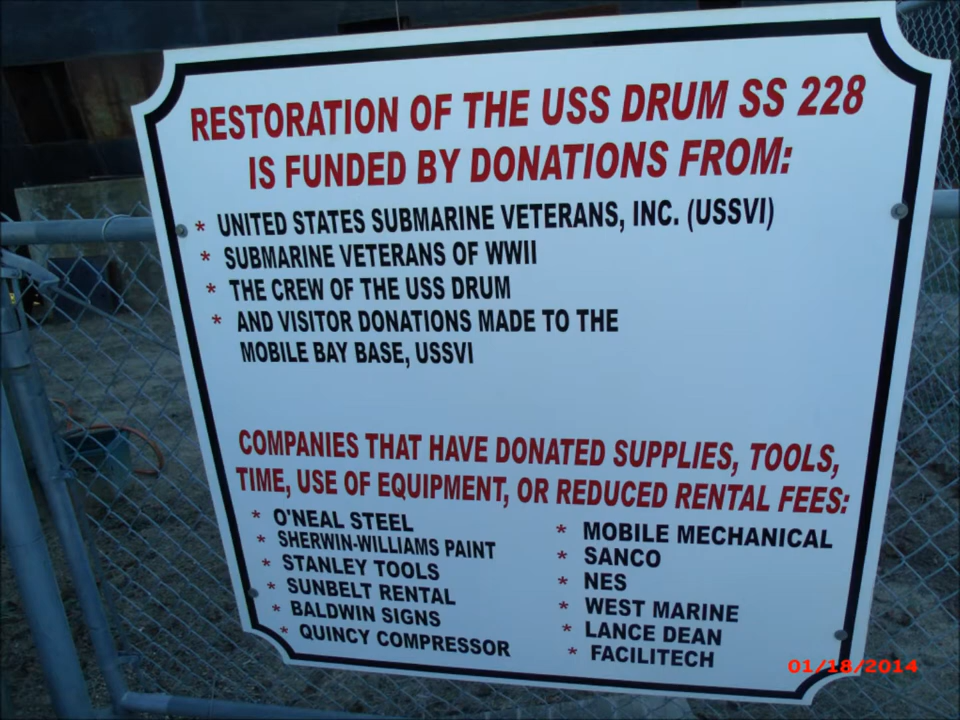 RESTORATION OF THE USS DRUM SS 228
IS FUNDED BY DONATIONS FROM:
* UNITED STATES SUBMARINE VETERANS, INC. (USSVI)
* SUBMARINE VETERANS OF WWII
* THE CREW OF THE USS DRUM
* AND VISITOR DONATIONS MADE TO THE
MOBILE BAY BASE, USSVI
COMPANIES THAT HAVE DONATED SUPPLIES, TOOLS,
TIME, USE OF EQUIPMENT, OR REDUCED RENTAL FEES:
* O'NEAL STEEL
* SHERWIN-WILLIAMS PAINT
* STANLEY TOOLS
* SUNBELT RENTAL
* BALDWIN SIGNS
* QUINCY COMPRESSOR
* MOBILE MECHANICAL
* SANCO
* NES
* WEST MARINE
* LANCE DEAN
* FACILITECH
01/18/2014